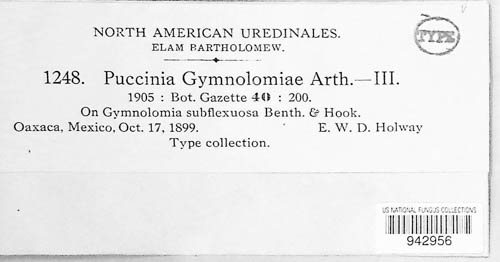 NORTH AMERICAN UREDINALES.
ELAM BARTHOLOMEW.
TYPE
1248. Puccinia Gymnolomiae Arth.—III.
1905 : Bot. Gazette 40 : 200.
On Gymnolomia subflexuosa Benth. & Hook.
Oaxaca, Mexico, Oct. 17, 1899. E. W. D. Holway
Type collection.
US NATIONAL FUNGUS COLLECTIONS
942956